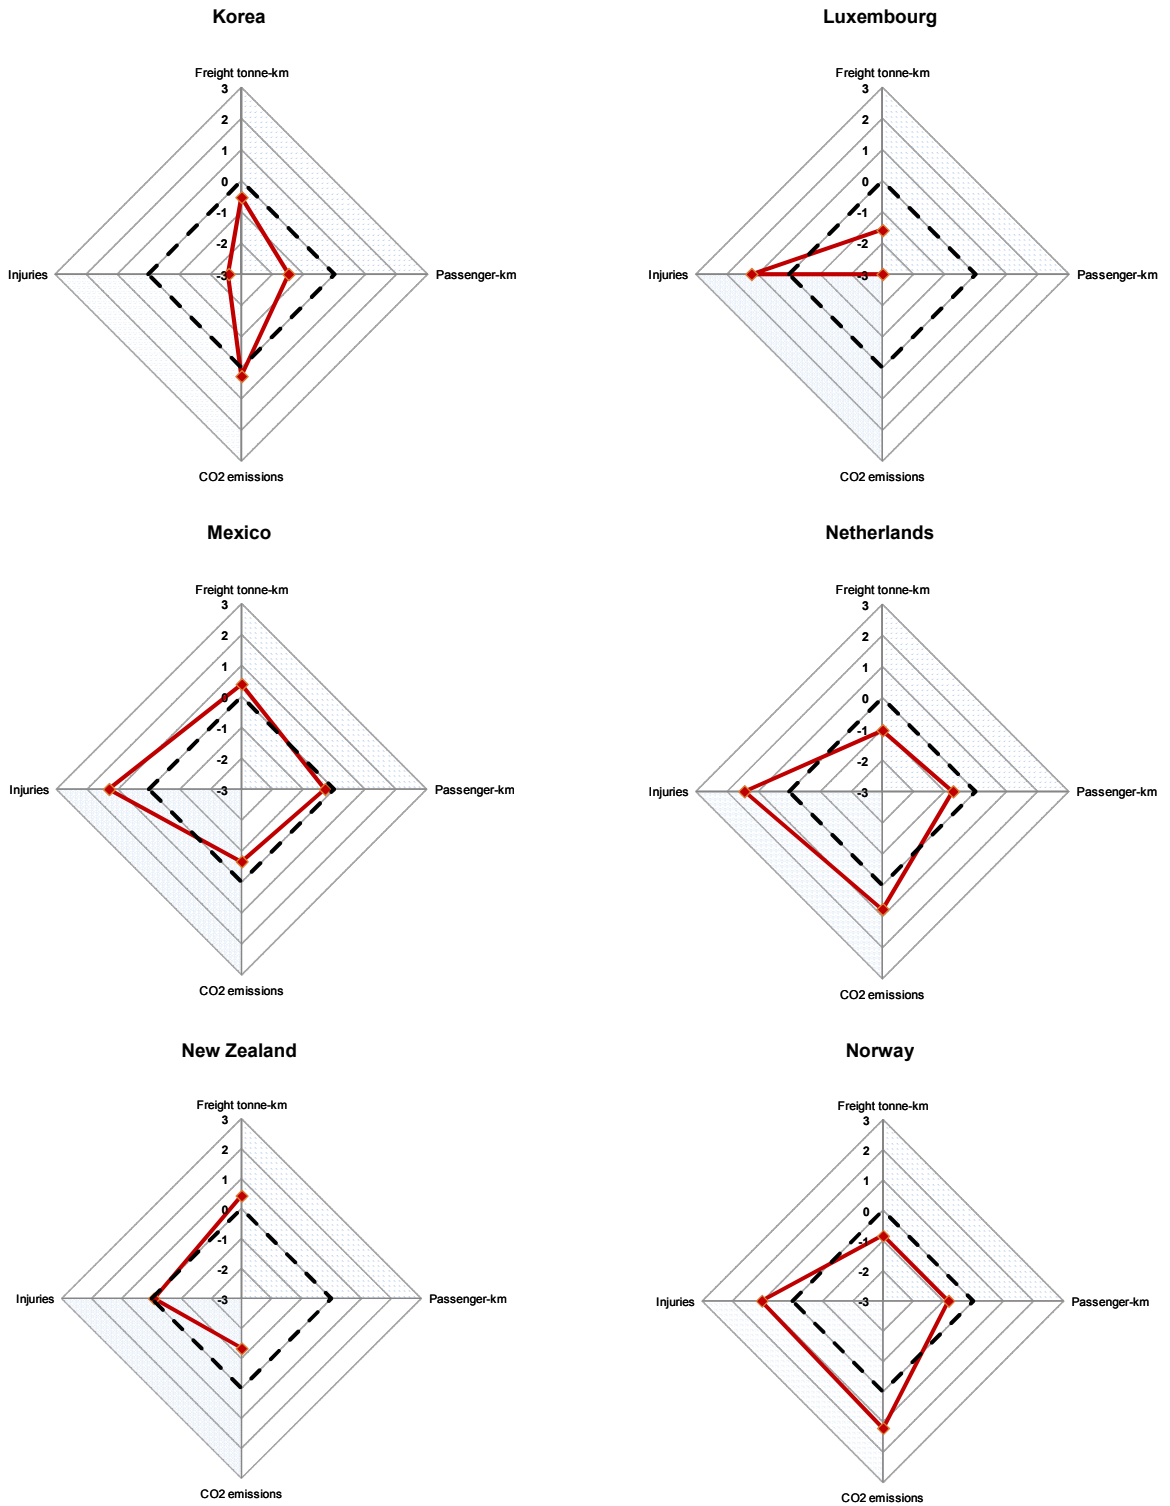 Korea
Freight tonne-km
3
2
1
0
-1
-2
-3
Injuries
Passenger-km
CO2 emissions
Luxembourg
Freight tonne-km
3
2
1
0
-1
-2
-3
Injuries
Passenger-km
CO2 emissions
Mexico
Freight tonne-km
3
2
1
0
-1
-2
-3
Injuries
Passenger-km
CO2 emissions
Netherlands
Freight tonne-km
3
2
1
0
-1
-2
-3
Injuries
Passenger-km
CO2 emissions
New Zealand
Freight tonne-km
3
2
1
0
-1
-2
-3
Injuries
Passenger-km
CO2 emissions
Norway
Freight tonne-km
3
2
1
0
-1
-2
-3
Injuries
Passenger-km
CO2 emissions